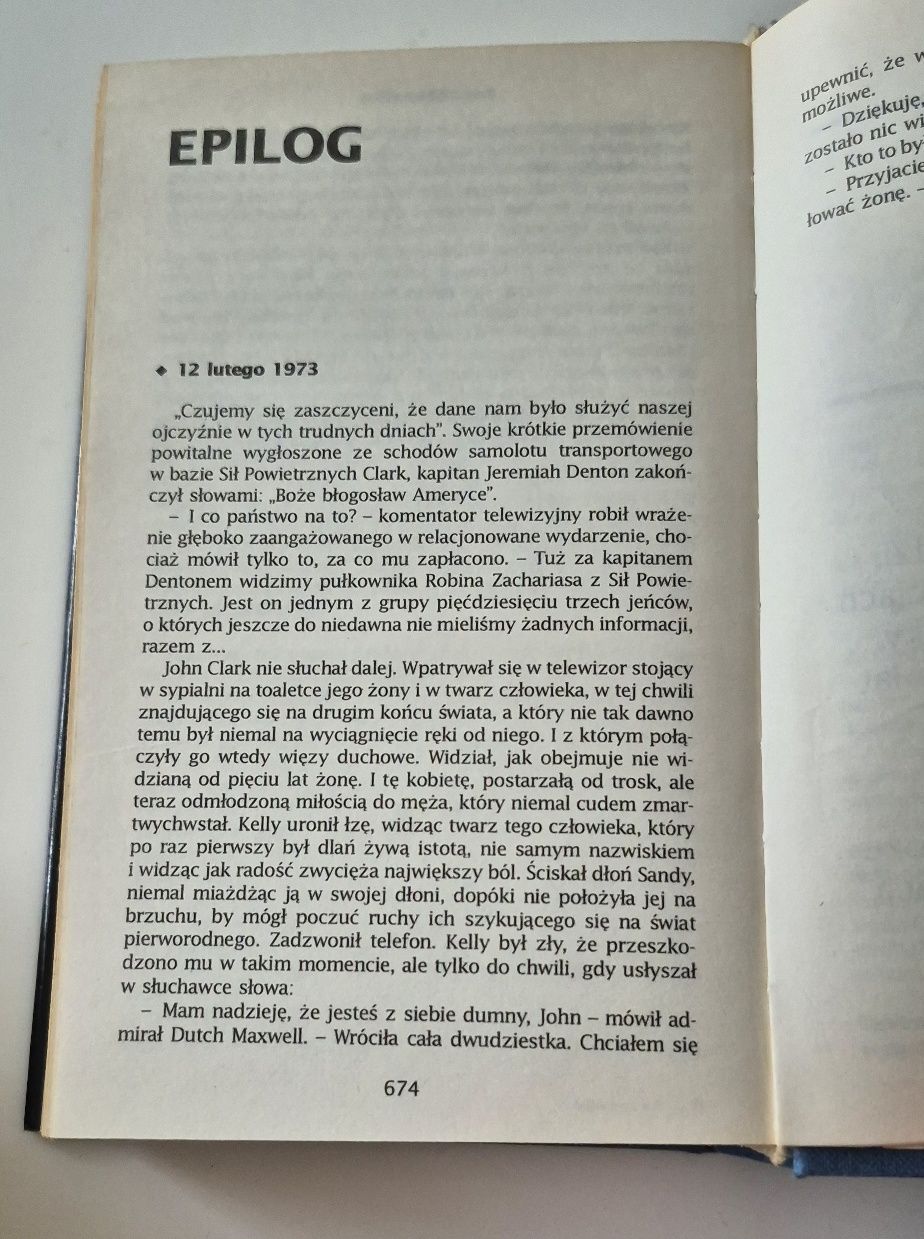 EPILOG
◆ 12 lutego 1973
„Czujemy się zaszczyceni, że dane nam było służyć naszej
ojczyźnie w tych trudnych dniach”. Swoje krótkie przemówienie
powitalne wygłoszone ze schodów samolotu transportowego
w bazie Sił Powietrznych Clark, kapitan Jeremiah Denton zakoń-
czył słowami: „Boże błogosław Ameryce”.
– I co państwo na to? – komentator telewizyjny robił wraże-
nie głęboko zaangażowanego w relacjonowane wydarzenie, cho-
ciaż mówił tylko to, za co mu zapłacono. – Tuż za kapitanem
Dentonem widzimy pułkownika Robina Zachariasa z Sił Powie-
trznych. Jest on jednym z grupy pięćdziesięciu trzech jeńców,
o których jeszcze do niedawna nie mieliśmy żadnych informacji,
razem z...
John Clark nie słuchał dalej. Wpatrywał się w telewizor stojący
w sypialni na toaletce jego żony i w twarz człowieka, w tej chwili
znajdującego się na drugim końcu świata, a który nie tak dawno
temu był niemal na wyciągnięcie ręki od niego. I z którym połą-
czyły go wtedy więzy duchowe. Widział, jak obejmuje nie wi-
dzianą od pięciu lat żonę. I tę kobietę, postarzałą od trosk, ale
teraz odmłodzoną miłością do męża, który niemal cudem zmar-
twychwstał. Kelly uronił łzę, widząc twarz tego człowieka, który
po raz pierwszy był dlań żywą istotą, nie samym nazwiskiem
i widząc jak radość zwycięża największy ból. Ściskał dłoń Sandy,
niemal miażdżąc ją w swojej dłoni, dopóki nie położyła jej na
brzuchu, by mógł poczuć ruchy ich szykującego się na świat
pierworodnego. Zadzwonił telefon. Kelly był zły, że przeszko-
dzono mu w takim momencie, ale tylko do chwili, gdy usłyszał
w słuchawce słowa:
– Mam nadzieję, że jesteś z siebie dumny, John – mówił ad-
mirał Dutch Maxwell. – Wróciła cała dwudziestka. Chciałem się
674
upewnić, że w
możliwe.
– Dziękuję,
zostało nic wi
– Kto to by
– Przyjacie
łować żonę. –